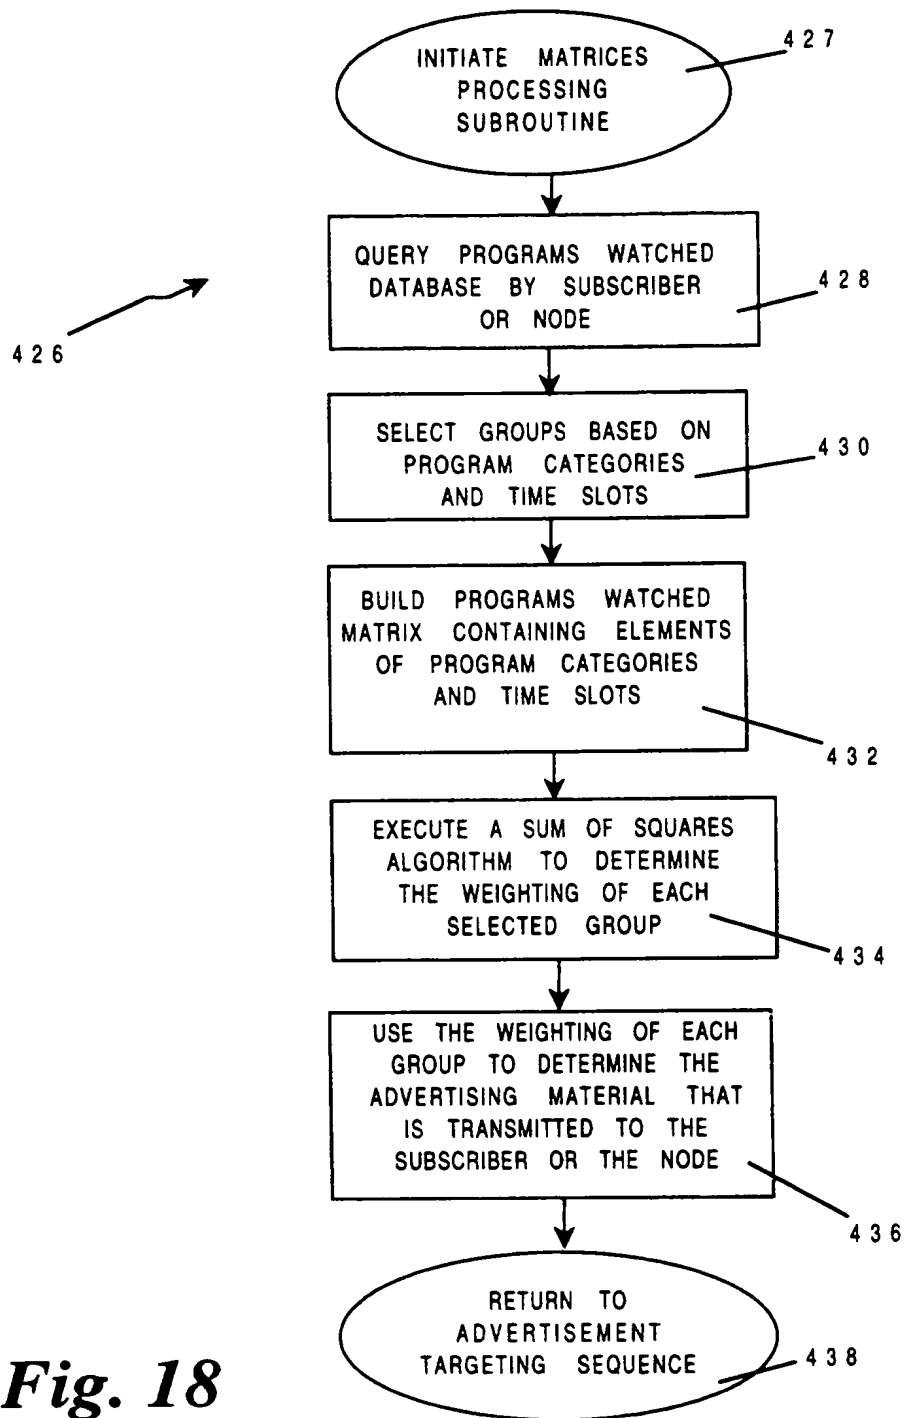 INITIATE MATRICES
PROCESSING
SUBROUTINE
427
QUERY PROGRAMS WATCHED
DATABASE BY SUBSCRIBER
OR NODE
428
426
SELECT GROUPS BASED ON
PROGRAM CATEGORIES
AND TIME SLOTS
430
BUILD PROGRAMS WATCHED
MATRIX CONTAINING ELEMENTS
OF PROGRAM CATEGORIES
AND TIME SLOTS
432
EXECUTE A SUM OF SQUARES
ALGORITHM TO DETERMINE
THE WEIGHTING OF EACH
SELECTED GROUP
434
USE THE WEIGHTING OF EACH
GROUP TO DETERMINE THE
ADVERTISING MATERIAL THAT
IS TRANSMITTED TO THE
SUBSCRIBER OR THE NODE
436
RETURN TO
ADVERTISEMENT
TARGETING SEQUENCE
438
Fig. 18